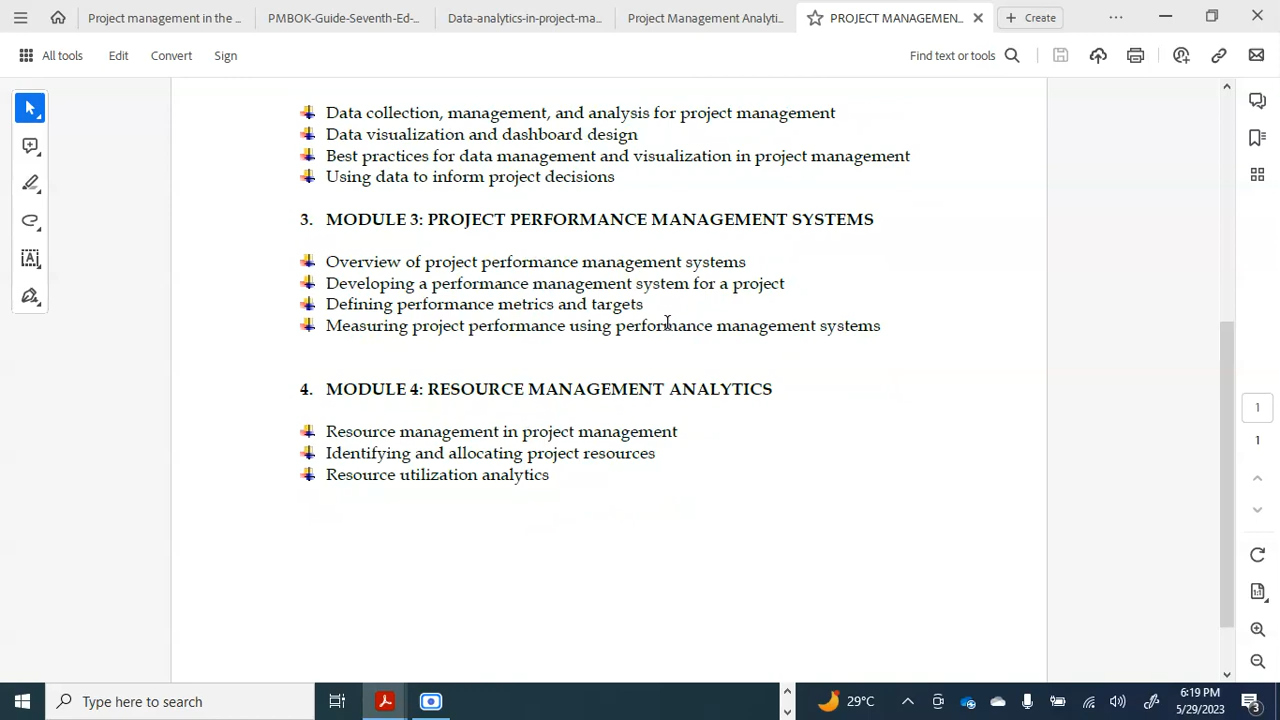 Project management in the ...
PMBOK-Guide-Seventh-Ed-...
Data-analytics-in-project-ma...
Project Management Analyti...
PROJECT MANAGEMEN...
Create
All tools
Edit
Convert
Sign
Find text or tools
Data collection, management, and analysis for project management
Data visualization and dashboard design
Best practices for data management and visualization in project management
Using data to inform project decisions
3. MODULE 3: PROJECT PERFORMANCE MANAGEMENT SYSTEMS
Overview of project performance management systems
Developing a performance management system for a project
Defining performance metrics and targets
Measuring project performance using performance management systems
4. MODULE 4: RESOURCE MANAGEMENT ANALYTICS
Resource management in project management
Identifying and allocating project resources
Resource utilization analytics
1
1
Type here to search
29°C
6:19 PM
5/29/2023
3